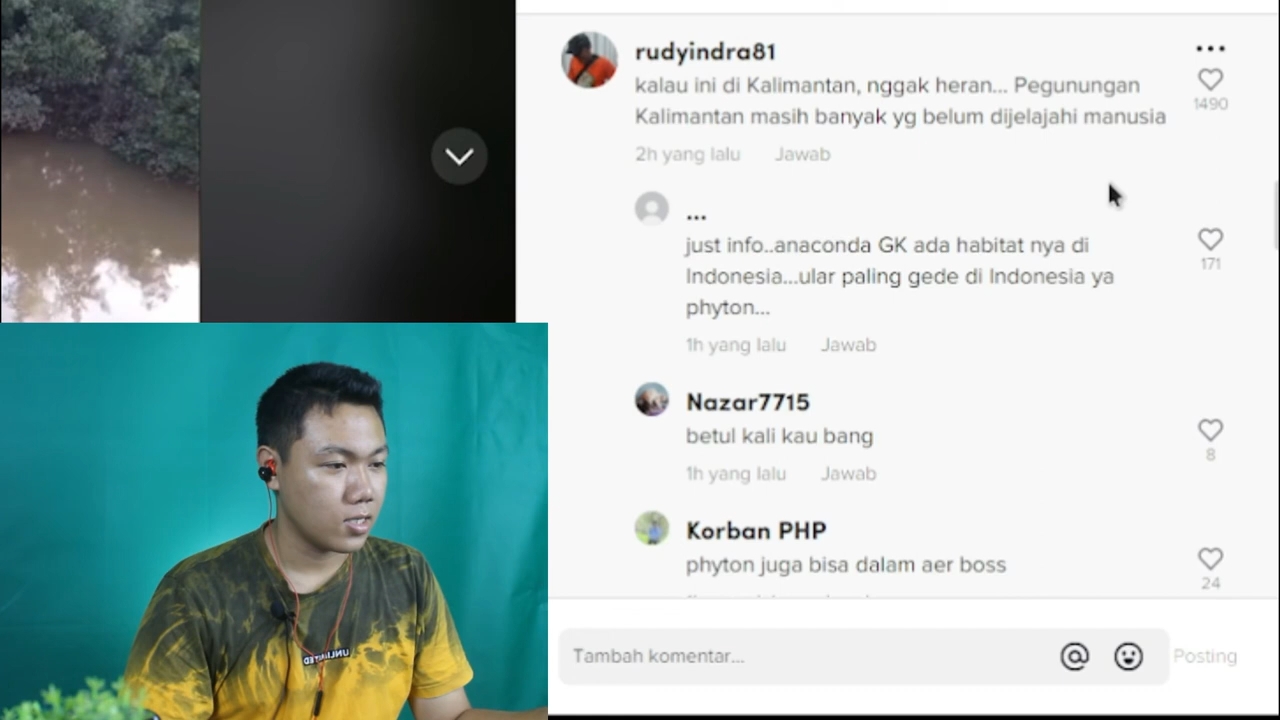 rudyindra81
kalau ini di Kalimantan, nggak heran... Pegunungan
Kalimantan masih banyak yg belum dijelajahi manusia
1490
2h yang lalu Jawab
...
just info..anaconda GK ada habitat nya di
Indonesia...ular paling gede di Indonesia ya
phyton...
171
1h yang lalu Jawab
Nazar7715
betul kali kau bang
8
1h yang lalu Jawab
Korban PHP
phyton juga bisa dalam aer boss
24
Tambah komentar...
Posting
UNLIMITED